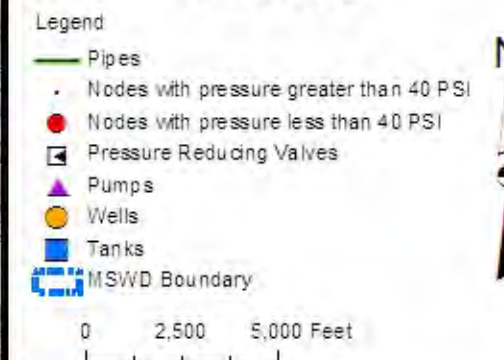 Legend
Pipes
Nodes with pressure greater than 40 PSI
Nodes with pressure less than 40 PSI
Pressure Reducing Valves
Pumps
Wells
Tanks
MSWD Boundary
0 2,500 5,000 Feet